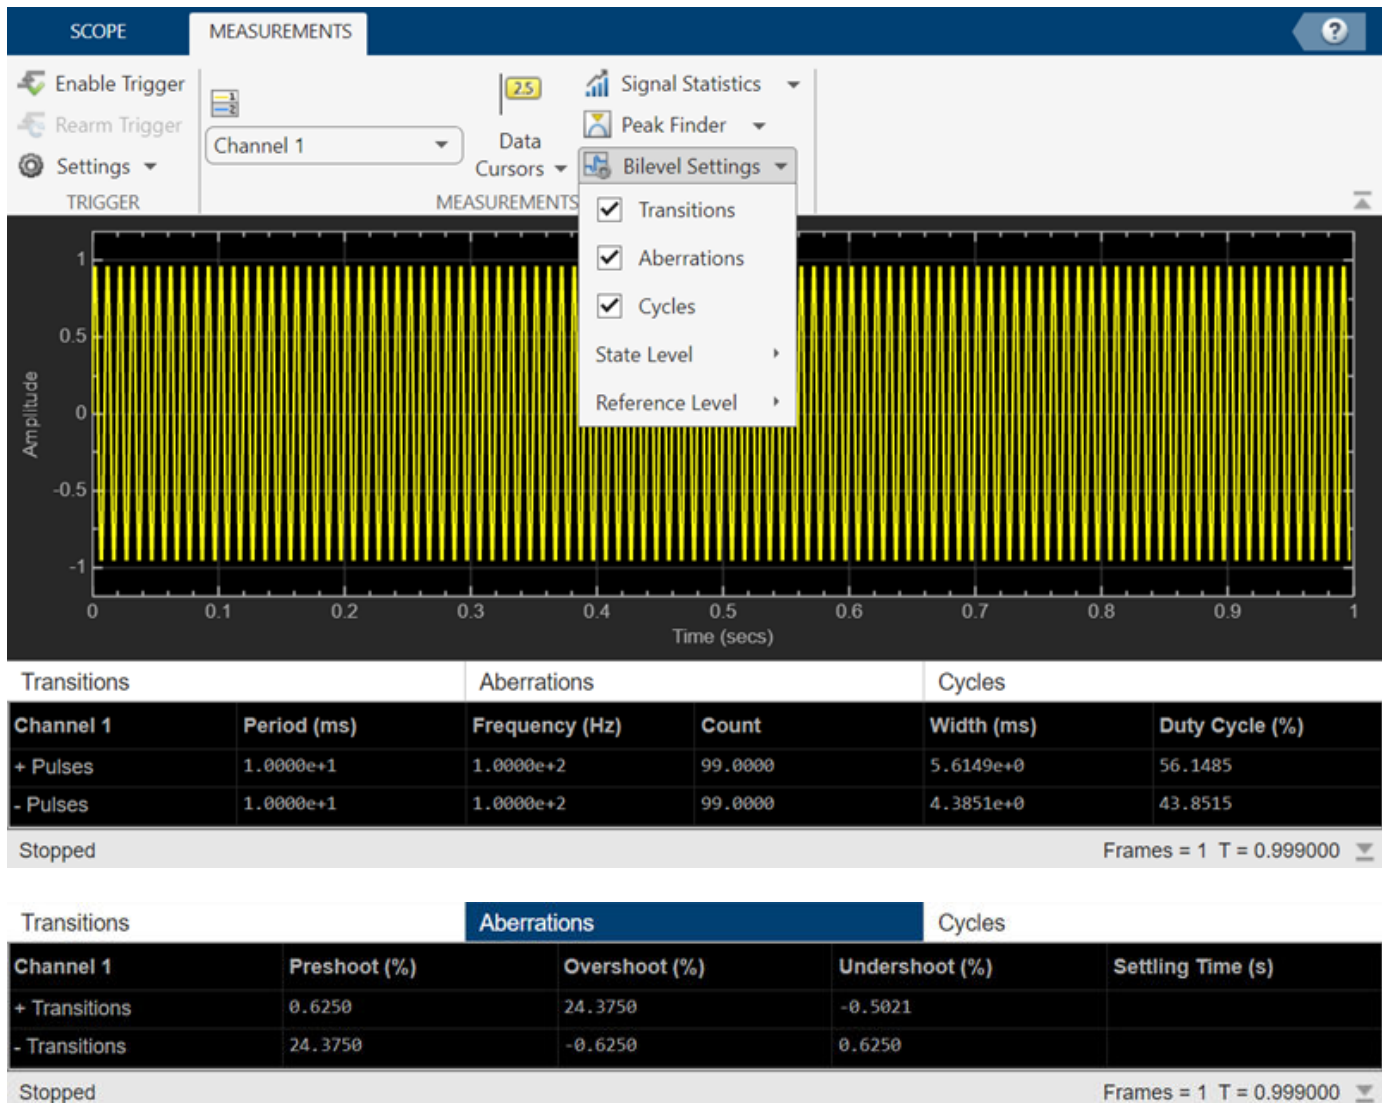 SCOPE MEASUREMENTS ?
Enable Trigger
Rearm Trigger
Settings
TRIGGER
1
2
Channel 1
2.5
Data
Cursors
Signal Statistics
Peak Finder
Bilevel Settings
MEASUREMENTS
Transitions
Aberrations
Cycles
State Level
Reference Level
Amplitude
1
0.5
0
-0.5
-1
0 0.1 0.2 0.3 0.4 0.5 0.6 0.7 0.8 0.9 1
Time (secs)
Transitions Aberrations Cycles
Channel 1 Period (ms) Frequency (Hz) Count Width (ms) Duty Cycle (%)
+ Pulses 1.0000e+1 1.0000e+2 99.0000 5.6149e+0 56.1485
- Pulses 1.0000e+1 1.0000e+2 99.0000 4.3851e+0 43.8515
Stopped Frames = 1 T = 0.999000
Transitions Aberrations Cycles
Channel 1 Preshoot (%) Overshoot (%) Undershoot (%) Settling Time (s)
+ Transitions 0.6250 24.3750 -0.5021
- Transitions 24.3750 -0.6250 0.6250
Stopped Frames = 1 T = 0.999000